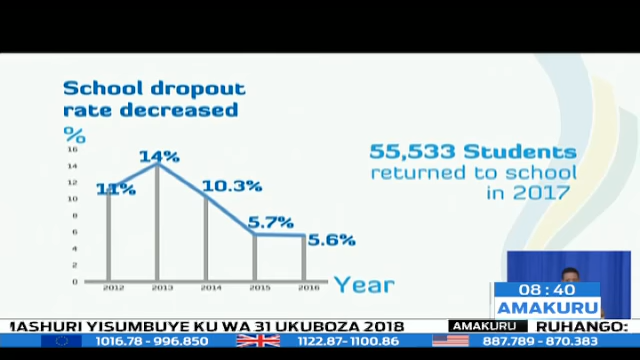 School dropout
rate decreased
%
16
14
12
10
8
6
4
2
0
11%
14%
10.3%
5.7%
5.6%
2012 2013 2014 2015 2016
Year
55,533 Students
returned to school
in 2017
08:40
AMAKURU
MASHURI YISUMBUYE KU WA 31 UKUBOZA 2018 AMAKURU RUHANGO:
1016.78 - 996.850 1122.87-1100.86 887.789 - 870.383